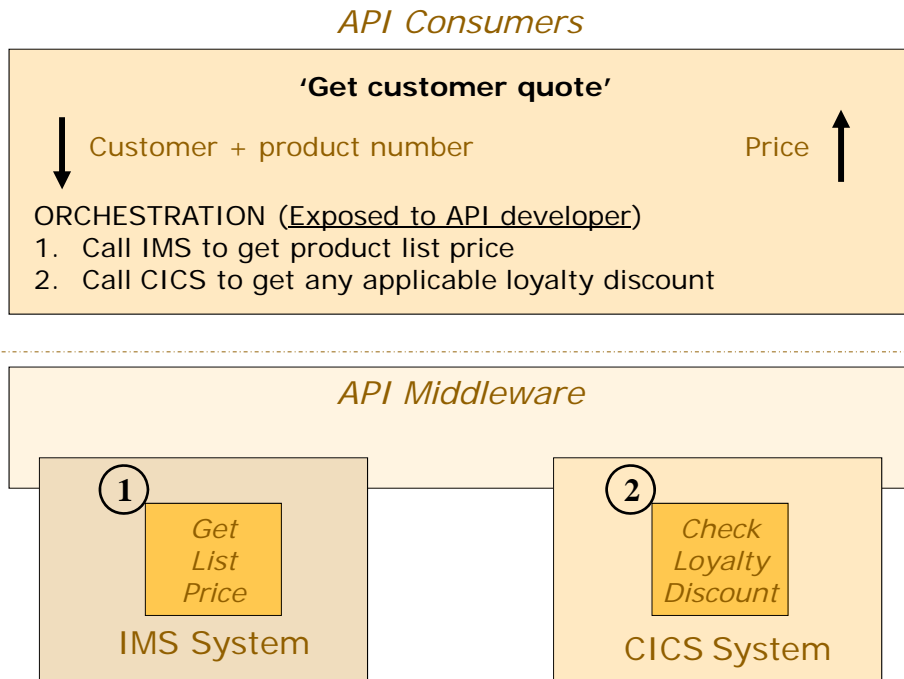 API Consumers
‘Get customer quote’
Customer + product number
Price
ORCHESTRATION (Exposed to API developer)
1. Call IMS to get product list price
2. Call CICS to get any applicable loyalty discount
API Middleware
1
Get
List
Price
IMS System
2
Check
Loyalty
Discount
CICS System